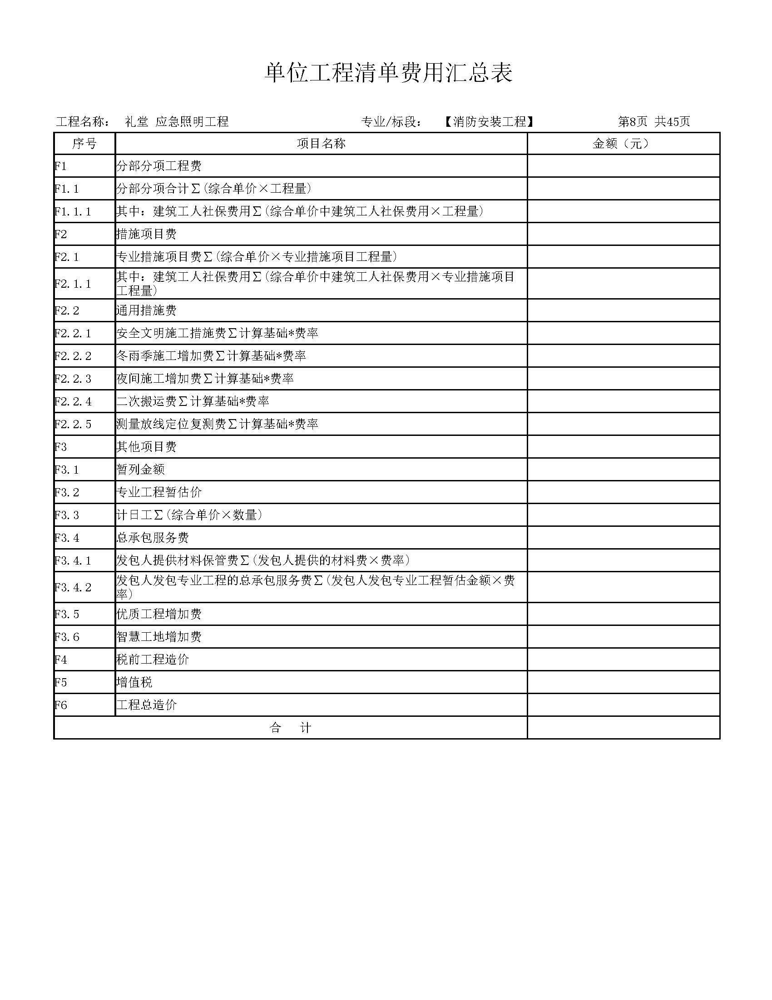 单位工程清单费用汇总表
工程名称： 礼堂 应急照明工程 专业/标段： 【消防安装工程】 第8页 共45页
序号 项目名称 金额（元）
F1 分部分项工程费
F1.1 分部分项合计∑(综合单价×工程量)
F1.1.1 其中：建筑工人社保费用∑(综合单价中建筑工人社保费用×工程量)
F2 措施项目费
F2.1 专业措施项目费∑(综合单价×专业措施项目工程量)
F2.1.1 其中：建筑工人社保费用∑(综合单价中建筑工人社保费用×专业措施项目
工程量)
F2.2 通用措施费
F2.2.1 安全文明施工措施费∑计算基础*费率
F2.2.2 冬雨季施工增加费∑计算基础*费率
F2.2.3 夜间施工增加费∑计算基础*费率
F2.2.4 二次搬运费∑计算基础*费率
F2.2.5 测量放线定位复测费∑计算基础*费率
F3 其他项目费
F3.1 暂列金额
F3.2 专业工程暂估价
F3.3 计日工∑(综合单价×数量)
F3.4 总承包服务费
F3.4.1 发包人提供材料保管费∑(发包人提供的材料费×费率)
F3.4.2 发包人发包专业工程的总承包服务费∑(发包人发包专业工程暂估金额×费
率)
F3.5 优质工程增加费
F3.6 智慧工地增加费
F4 税前工程造价
F5 增值税
F6 工程总造价
合 计